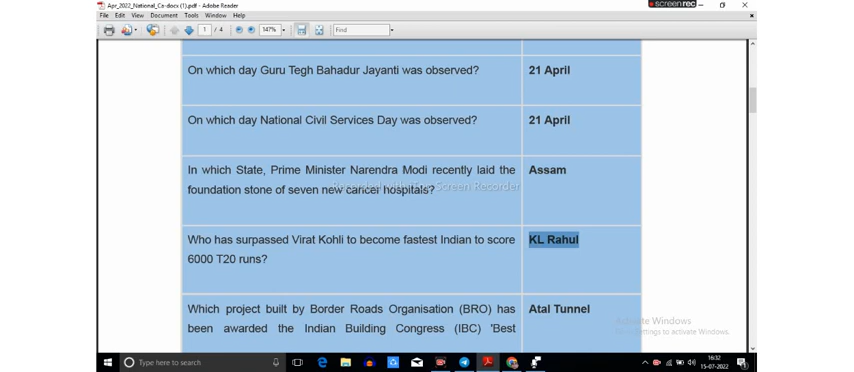 Apr_2022_National_Ca-docx (1).pdf - Adobe Reader
screenrec
File Edit View Document Tools Window Help
1 / 4 147% Find
On which day Guru Tegh Bahadur Jayanti was observed? 21 April
On which day National Civil Services Day was observed? 21 April
In which State, Prime Minister Narendra Modi recently laid the Assam
foundation stone of seven new cancer hospitals?
Screen Recorder
Who has surpassed Virat Kohli to become fastest Indian to score KL Rahul
6000 T20 runs?
Which project built by Border Roads Organisation (BRO) has Atal Tunnel
been awarded the Indian Building Congress (IBC) 'Best
Activate Windows
settings to activate Windows.
Type here to search
16:32
15-07-2022